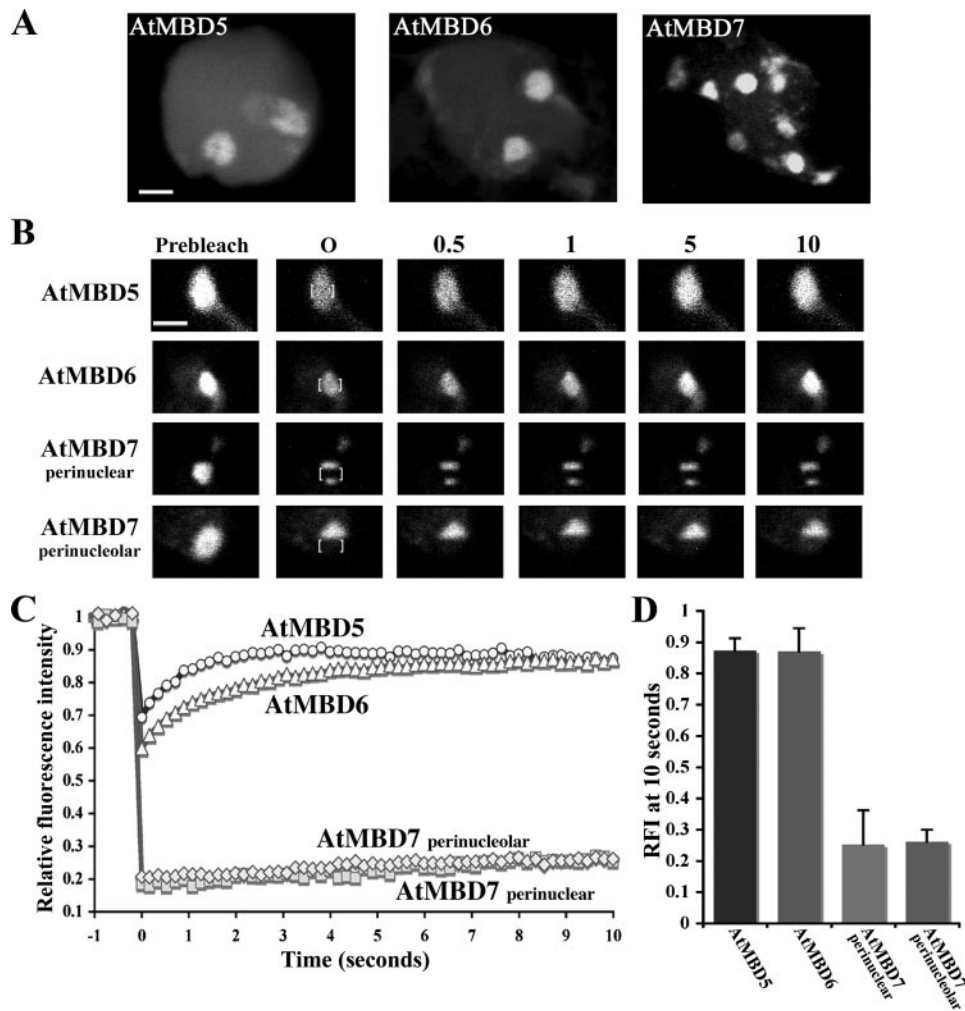 A
AtMBD5
AtMBD6
AtMBD7
B
Prebleach O 0.5 1 5 10
AtMBD5
AtMBD6
AtMBD7
perinuclear
AtMBD7
perinucleolar
[ ]
[ ]
[ ]
[ ]
C
Relative fluorescence intensity
1
0.9
0.8
0.7
0.6
0.5
0.4
0.3
0.2
0.1
AtMBD5
AtMBD6
AtMBD7 perinucleolar
AtMBD7 perinuclear
-1 0 1 2 3 4 5 6 7 8 9 10
Time (seconds)
D
RFI at 10 seconds
1
0.9
0.8
0.7
0.6
0.5
0.4
0.3
0.2
0.1
0
AtMBD5
AtMBD6
AtMBD7
perinuclear
AtMBD7
perinucleolar